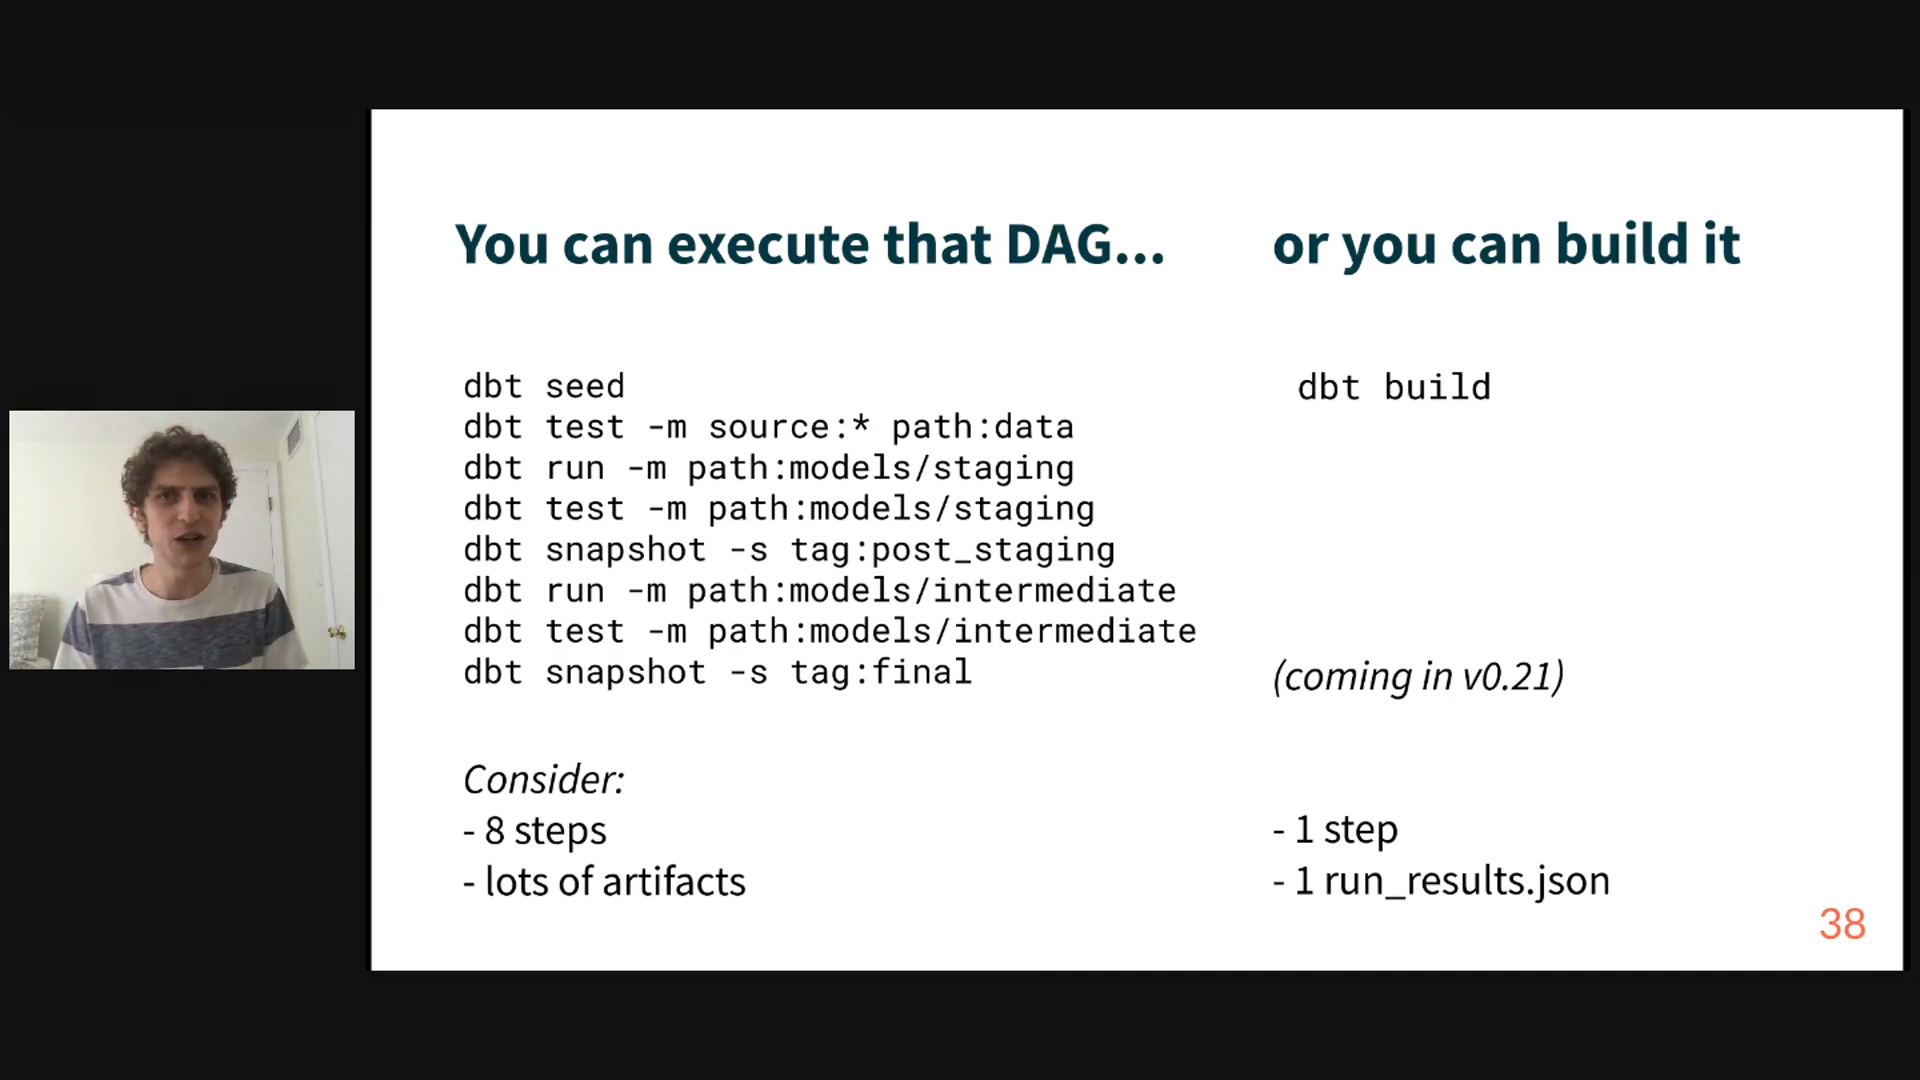 You can execute that DAG...
dbt seed
dbt test -m source:* path:data
dbt run -m path:models/staging
dbt test -m path:models/staging
dbt snapshot -s tag:post_staging
dbt run -m path:models/intermediate
dbt test -m path:models/intermediate
dbt snapshot -s tag:final
Consider:
- 8 steps
- lots of artifacts
or you can build it
dbt build
(coming in v0.21)
- 1 step
- 1 run_results.json
38